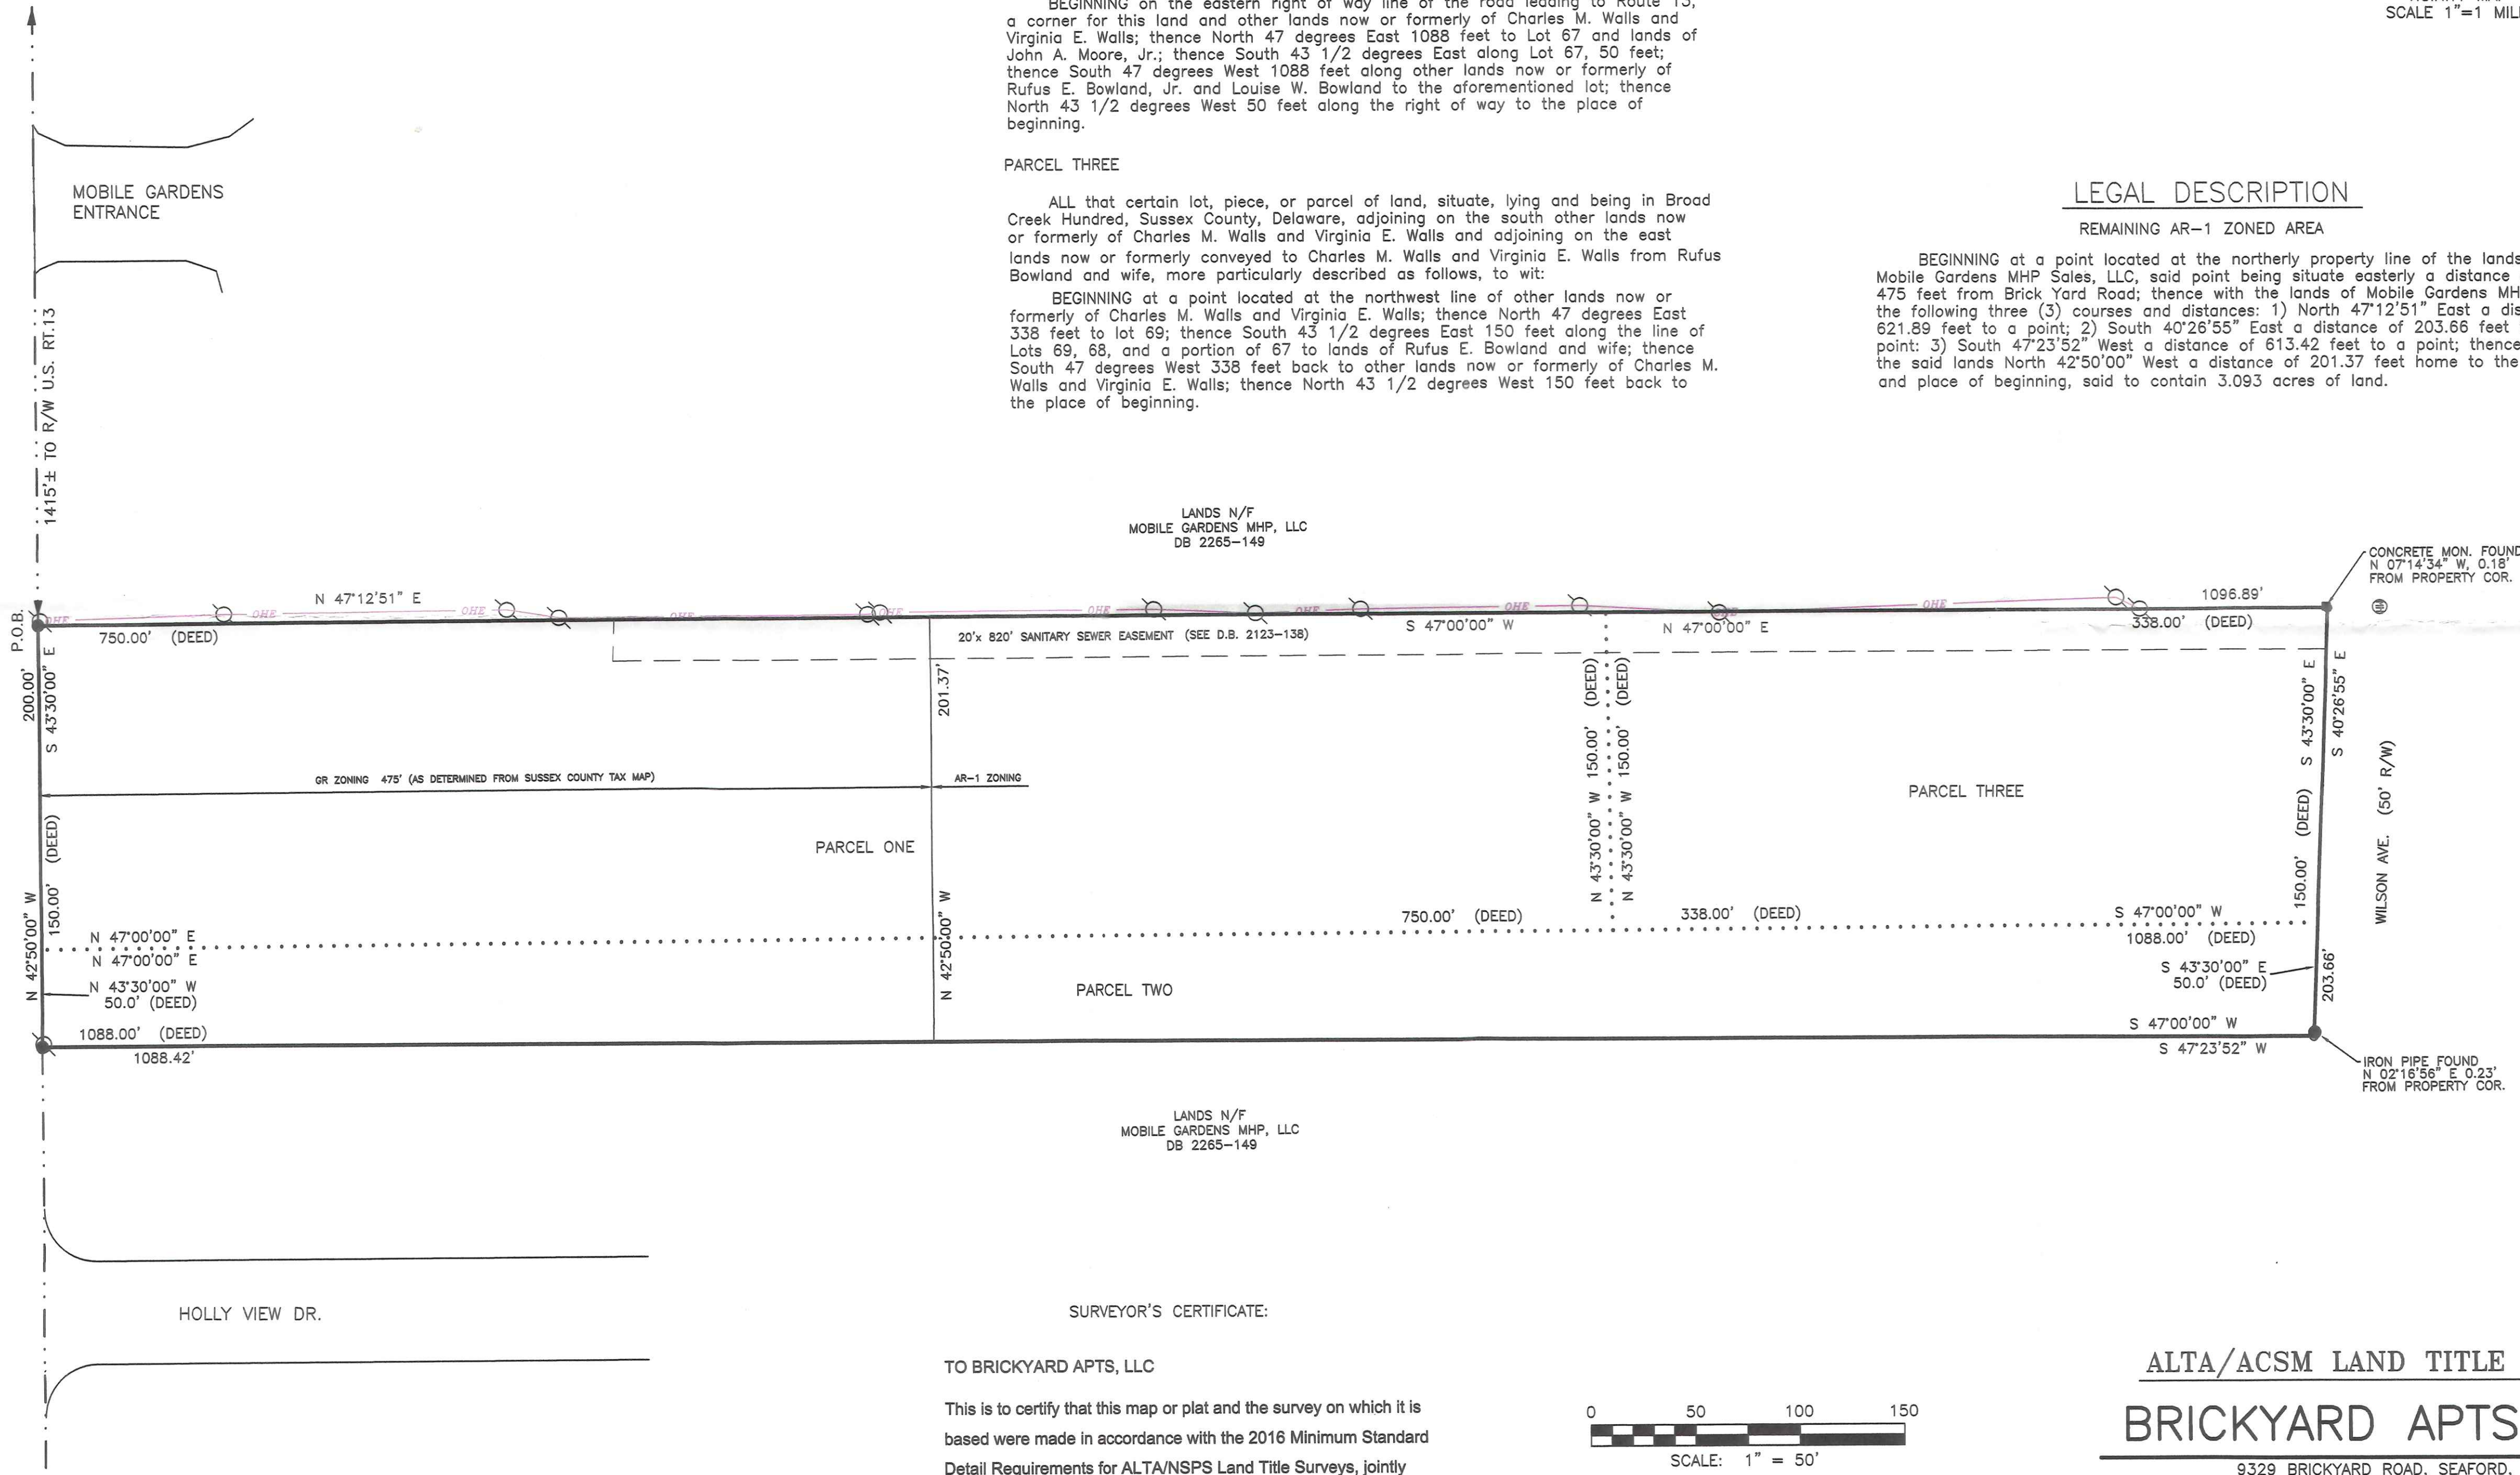 BEGINNING on the eastern right of way line of the road leading to Route 13,
a corner for this land and other lands now or formerly of Charles M. Walls and
Virginia E. Walls; thence North 47 degrees East 1088 feet to Lot 67 and lands of
John A. Moore, Jr.; thence South 43 1/2 degrees East along Lot 67, 50 feet;
thence South 47 degrees West 1088 feet along other lands now or formerly of
Rufus E. Bowland, Jr. and Louise W. Bowland to the aforementioned lot; thence
North 43 1/2 degrees West 50 feet along the right of way to the place of
beginning.
PARCEL THREE
ALL that certain lot, piece, or parcel of land, situate, lying and being in Broad
Creek Hundred, Sussex County, Delaware, adjoining on the south other lands now
or formerly of Charles M. Walls and Virginia E. Walls and adjoining on the east
lands now or formerly conveyed to Charles M. Walls and Virginia E. Walls from Rufus
Bowland and wife, more particularly described as follows, to wit:
BEGINNING at a point located at the northwest line of other lands now or
formerly of Charles M. Walls and Virginia E. Walls; thence North 47 degrees East
338 feet to lot 69; thence South 43 1/2 degrees East 150 feet along the line of
Lots 69, 68, and a portion of 67 to lands of Rufus E. Bowland and wife; thence
South 47 degrees West 338 feet back to other lands now or formerly of Charles M.
Walls and Virginia E. Walls; thence North 43 1/2 degrees West 150 feet back to
the place of beginning.
SCALE 1"=1 MIL
LEGAL DESCRIPTION
REMAINING AR-1 ZONED AREA
BEGINNING at a point located at the northerly property line of the lands
Mobile Gardens MHP Sales, LLC, said point being situate easterly a distance
475 feet from Brick Yard Road; thence with the lands of Mobile Gardens MH
the following three (3) courses and distances: 1) North 47°12'51" East a dis
621.89 feet to a point; 2) South 40°26'55" East a distance of 203.66 feet
point: 3) South 47°23'52" West a distance of 613.42 feet to a point; thence
the said lands North 42°50'00" West a distance of 201.37 feet home to the
and place of beginning, said to contain 3.093 acres of land.
MOBILE GARDENS
ENTRANCE
1415'± TO R/W U.S. RT.13
LANDS N/F
MOBILE GARDENS MHP, LLC
DB 2265-149
CONCRETE MON. FOUND
N 07°14'34" W, 0.18'
FROM PROPERTY COR.
P.O.B.
N 47°12'51" E
OHE
OHE
OHE
OHE
OHE
OHE
OHE
OHE
OHE
OHE
1096.89'
750.00' (DEED)
20'x 820' SANITARY SEWER EASEMENT (SEE D.B. 2123-138)
S 47°00'00" W
N 47°00'00" E
338.00' (DEED)
200.00'
S 43°30'00" E
150.00' (DEED)
N 42°50'00" W
201.37'
N 42°50'00" W
GR ZONING 475' (AS DETERMINED FROM SUSSEX COUNTY TAX MAP)
AR-1 ZONING
PARCEL ONE
N 43°30'00" W 150.00' (DEED)
N 43°30'00" W 150.00' (DEED)
PARCEL THREE
150.00' (DEED) S 43°30'00" E
S 40°26'55" E
203.66'
WILSON AVE. (50' R/W)
750.00' (DEED)
338.00' (DEED)
S 47°00'00" W
1088.00' (DEED)
N 47°00'00" E
N 47°00'00" E
N 43°30'00" W
50.0' (DEED)
PARCEL TWO
S 43°30'00" E
50.0' (DEED)
1088.00' (DEED)
1088.42'
S 47°00'00" W
S 47°23'52" W
IRON PIPE FOUND
N 02°16'56" E 0.23'
FROM PROPERTY COR.
LANDS N/F
MOBILE GARDENS MHP, LLC
DB 2265-149
HOLLY VIEW DR.
SURVEYOR'S CERTIFICATE:
TO BRICKYARD APTS, LLC
This is to certify that this map or plat and the survey on which it is
based were made in accordance with the 2016 Minimum Standard
Detail Requirements for ALTA/NSPS Land Title Surveys, jointly
0 50 100 150
SCALE: 1" = 50'
ALTA/ACSM LAND TITLE
BRICKYARD APTS
9329 BRICKYARD ROAD, SEAFORD,